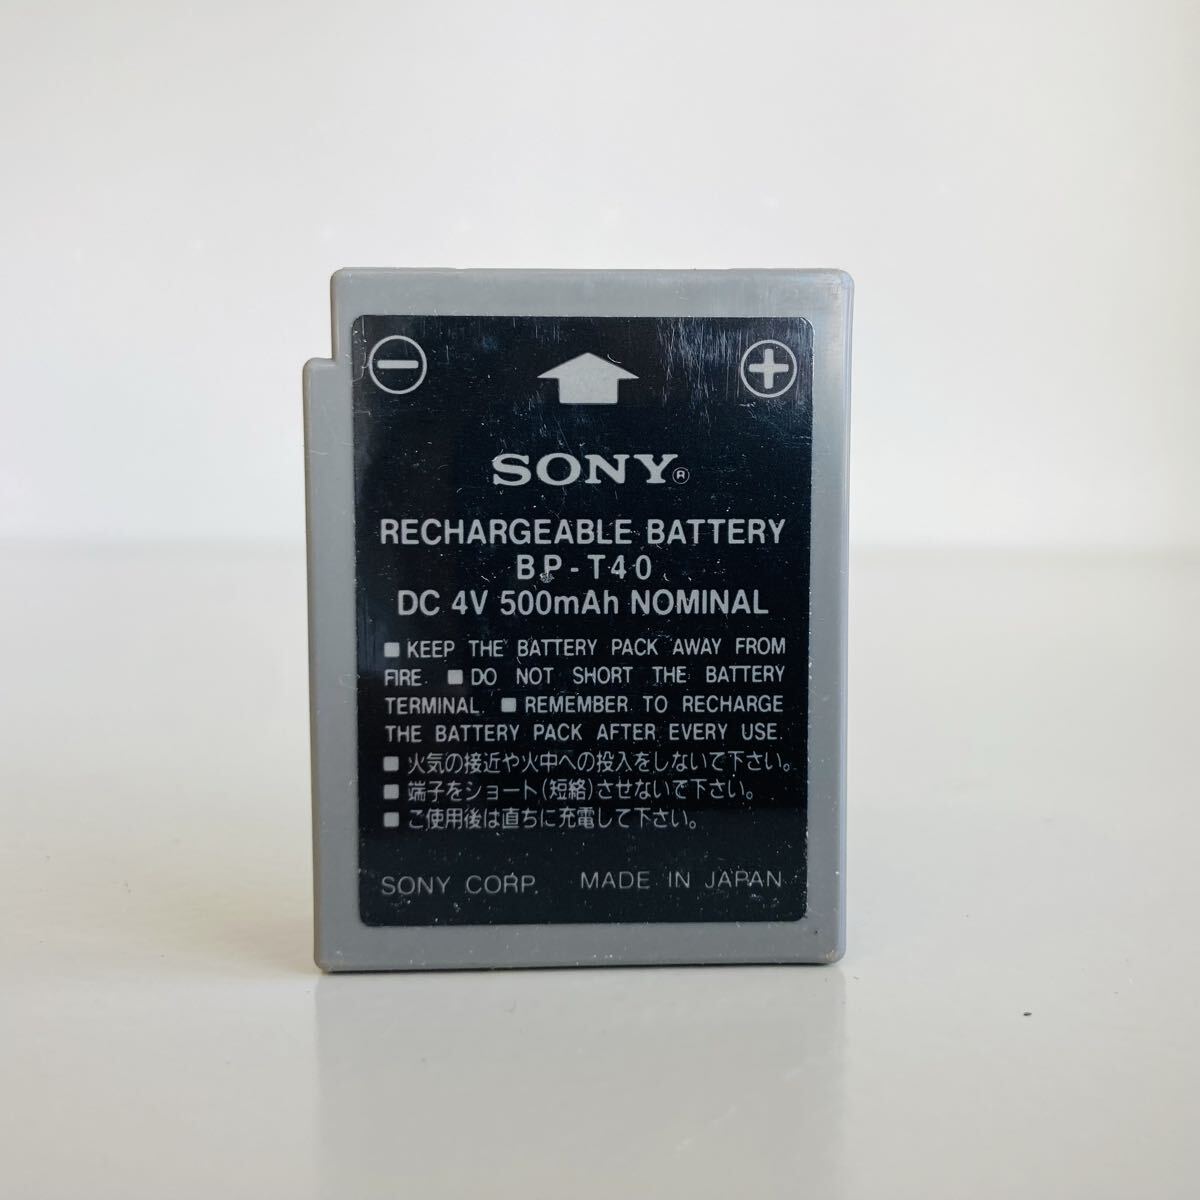 SONY®
RECHARGEABLE BATTERY
BP-T40
DC 4V 500mAh NOMINAL
■ KEEP THE BATTERY PACK AWAY FROM
FIRE. ■ DO NOT SHORT THE BATTERY
TERMINAL. ■ REMEMBER TO RECHARGE
THE BATTERY PACK AFTER EVERY USE.
■ 火気の接近や火中への投入をしないで下さい。
■ 端子をショート(短絡)させないで下さい。
■ ご使用後は直ちに充電して下さい。
SONY CORP. MADE IN JAPAN